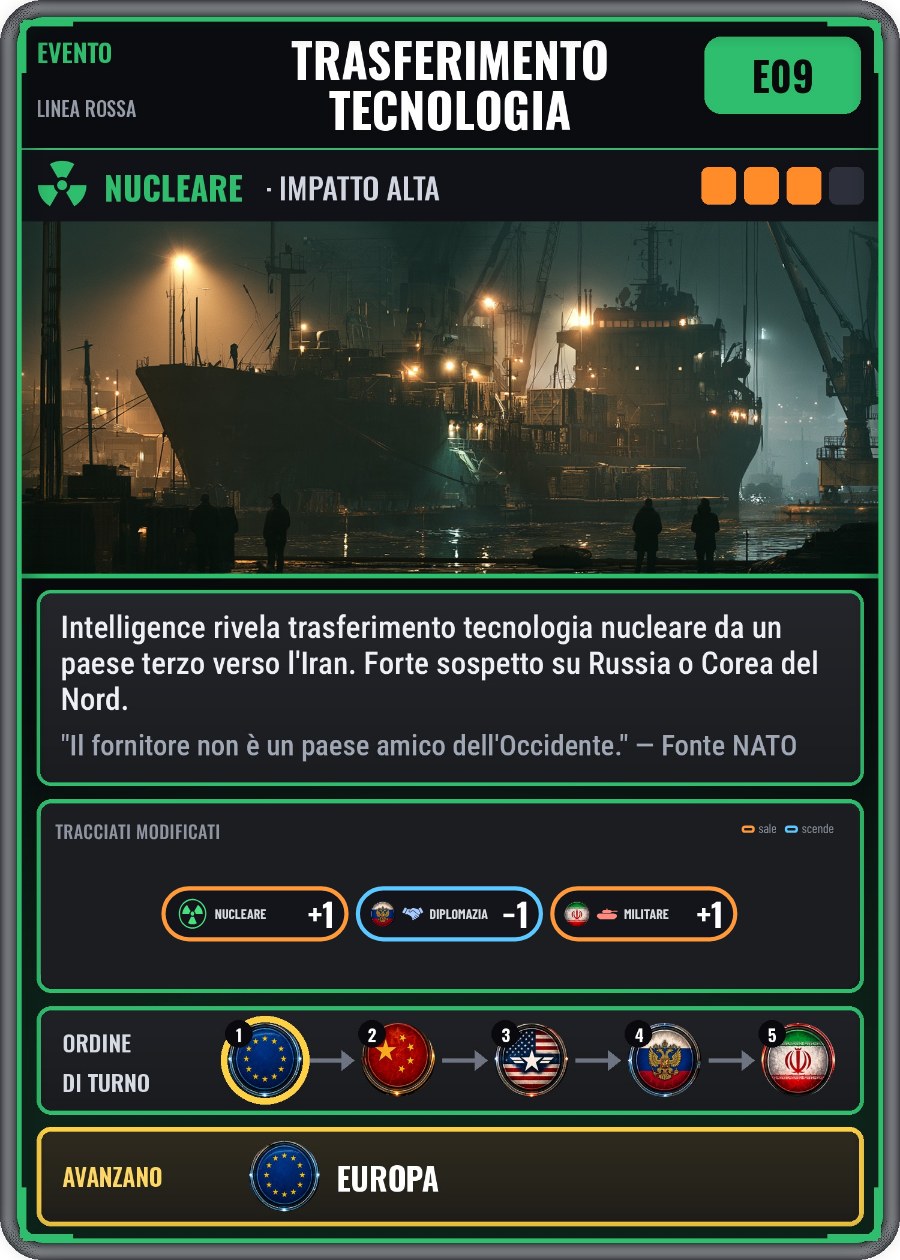 EVENTO
LINEA ROSSA
TRASFERIMENTO
TECNOLOGIA
E09
NUCLEARE · IMPATTO ALTA
Intelligence rivela trasferimento tecnologia nucleare da un
paese terzo verso l'Iran. Forte sospetto su Russia o Corea del
Nord.
"Il fornitore non è un paese amico dell'Occidente." — Fonte NATO
TRACCIATI MODIFICATI
sale scende
NUCLEARE +1
DIPLOMAZIA −1
MILITARE +1
ORDINE
DI TURNO
1 2 3 4 5
AVANZANO
EUROPA